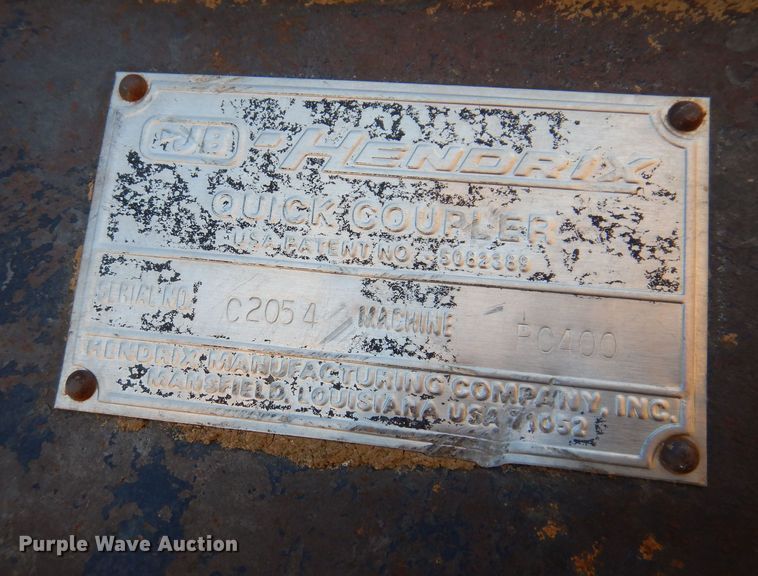 -HENDRIX
QUICK COUPLER
USA PATENT NO. 5082389
SERIAL NO. C2054 MACHINE PC400
HENDRIX MANUFACTURING COMPANY, INC.
MANSFIELD, LOUISIANA, USA 71052
Purple Wave Auction